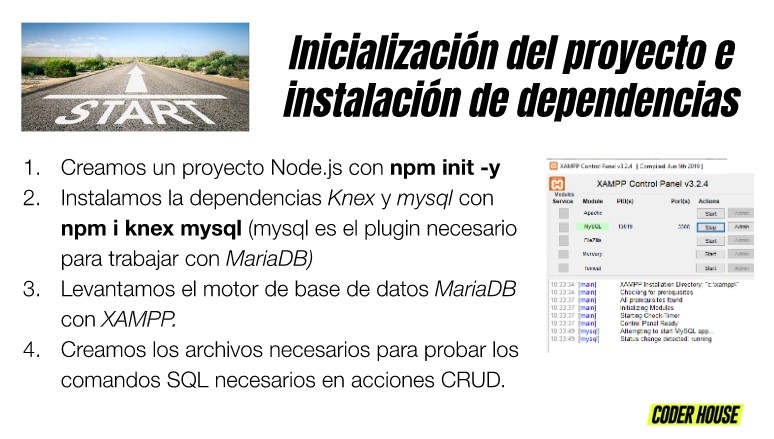 START
Inicialización del proyecto e
instalación de dependencias
1. Creamos un proyecto Node.js con npm init -y
2. Instalamos la dependencias Knex y mysql con
npm i knex mysql (mysql es el plugin necesario
para trabajar con MariaDB)
3. Levantamos el motor de base de datos MariaDB
con XAMPP.
4. Creamos los archivos necesarios para probar los
comandos SQL necesarios en acciones CRUD.
XAMPP Control Panel v3.2.4 [ Compiled: Jun 5th 2019 ]
XAMPP Control Panel v3.2.4
Modules
Service Module PID(s) Port(s) Actions
Apache Start Admin
MySQL 3306 Stop Admin
FileZilla Start Admin
Mercury Start Admin
Tomcat Start Admin
10:33:34 [main] XAMPP Installation Directory: "c:\xampp\"
10:33:34 [main] Checking for prerequisites
10:33:37 [main] All prerequisites found
10:33:37 [main] Initializing Modules
10:33:37 [main] Starting Check-Timer
10:33:37 [main] Control Panel Ready
10:33:49 [mysql] Attempting to start MySQL app...
10:33:49 [mysql] Status change detected: running
CODER HOUSE